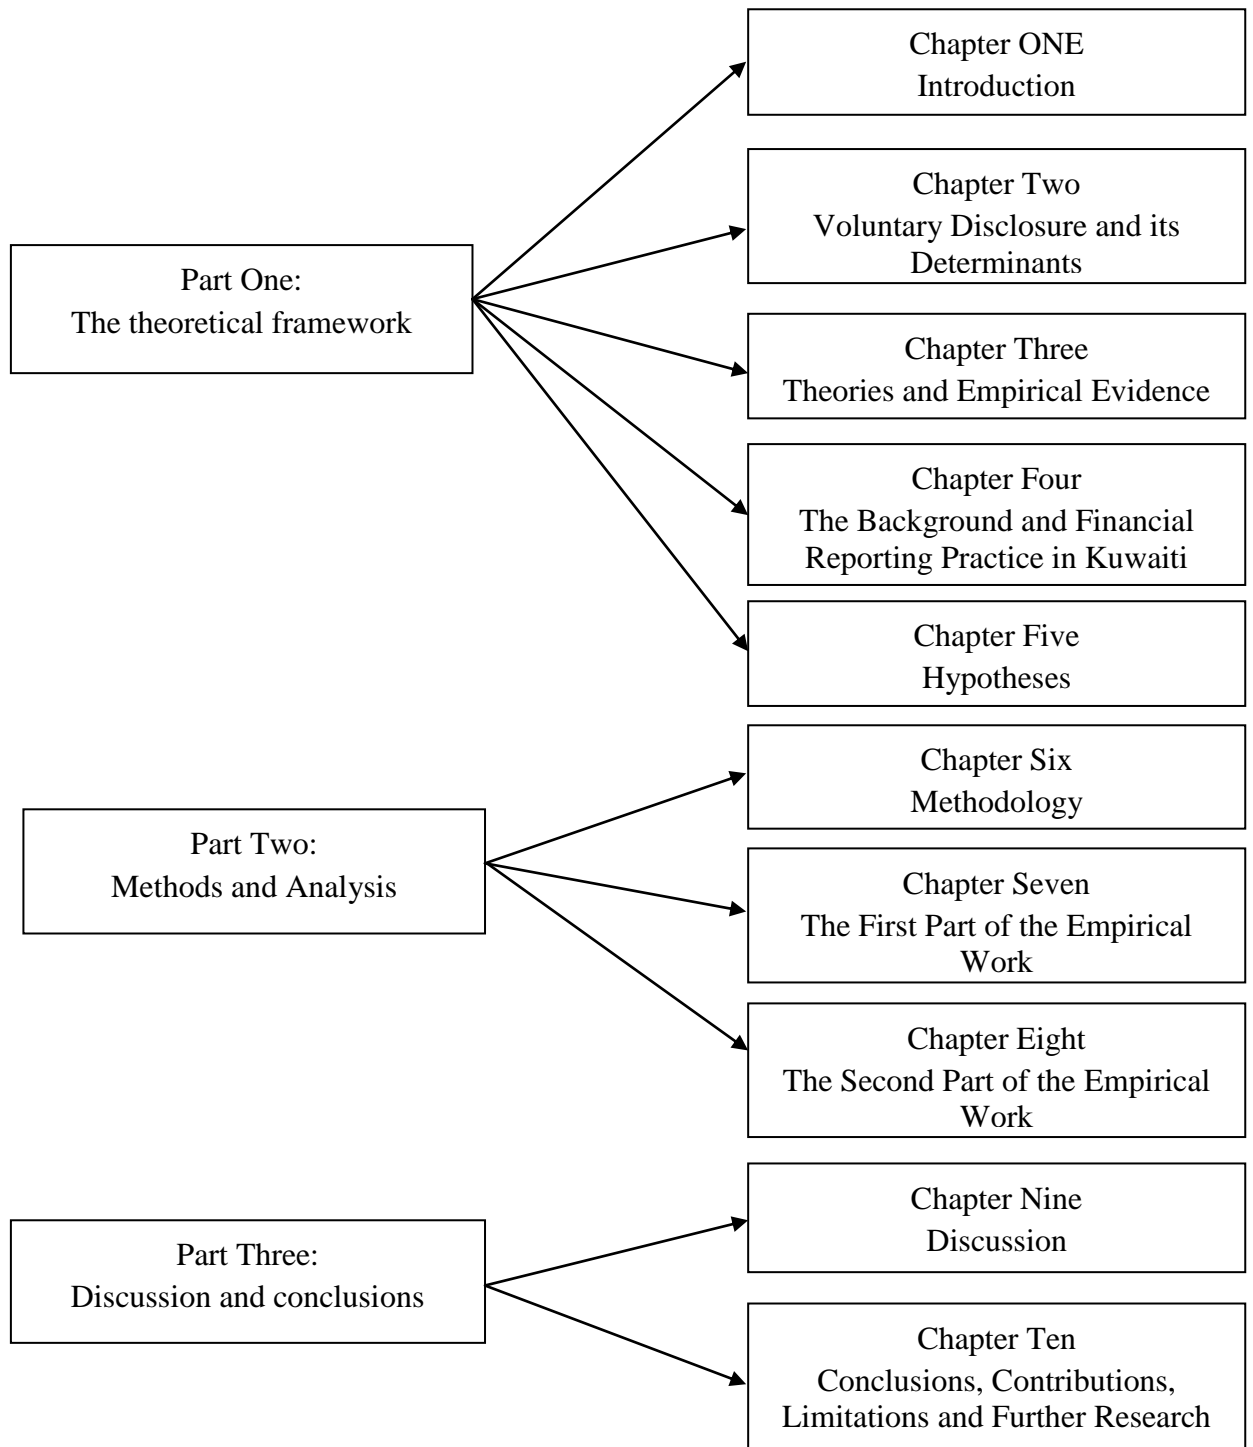 Part One:
The theoretical framework
Chapter ONE
Introduction
Chapter Two
Voluntary Disclosure and its
Determinants
Chapter Three
Theories and Empirical Evidence
Chapter Four
The Background and Financial
Reporting Practice in Kuwaiti
Chapter Five
Hypotheses
Part Two:
Methods and Analysis
Chapter Six
Methodology
Chapter Seven
The First Part of the Empirical
Work
Chapter Eight
The Second Part of the Empirical
Work
Part Three:
Discussion and conclusions
Chapter Nine
Discussion
Chapter Ten
Conclusions, Contributions,
Limitations and Further Research